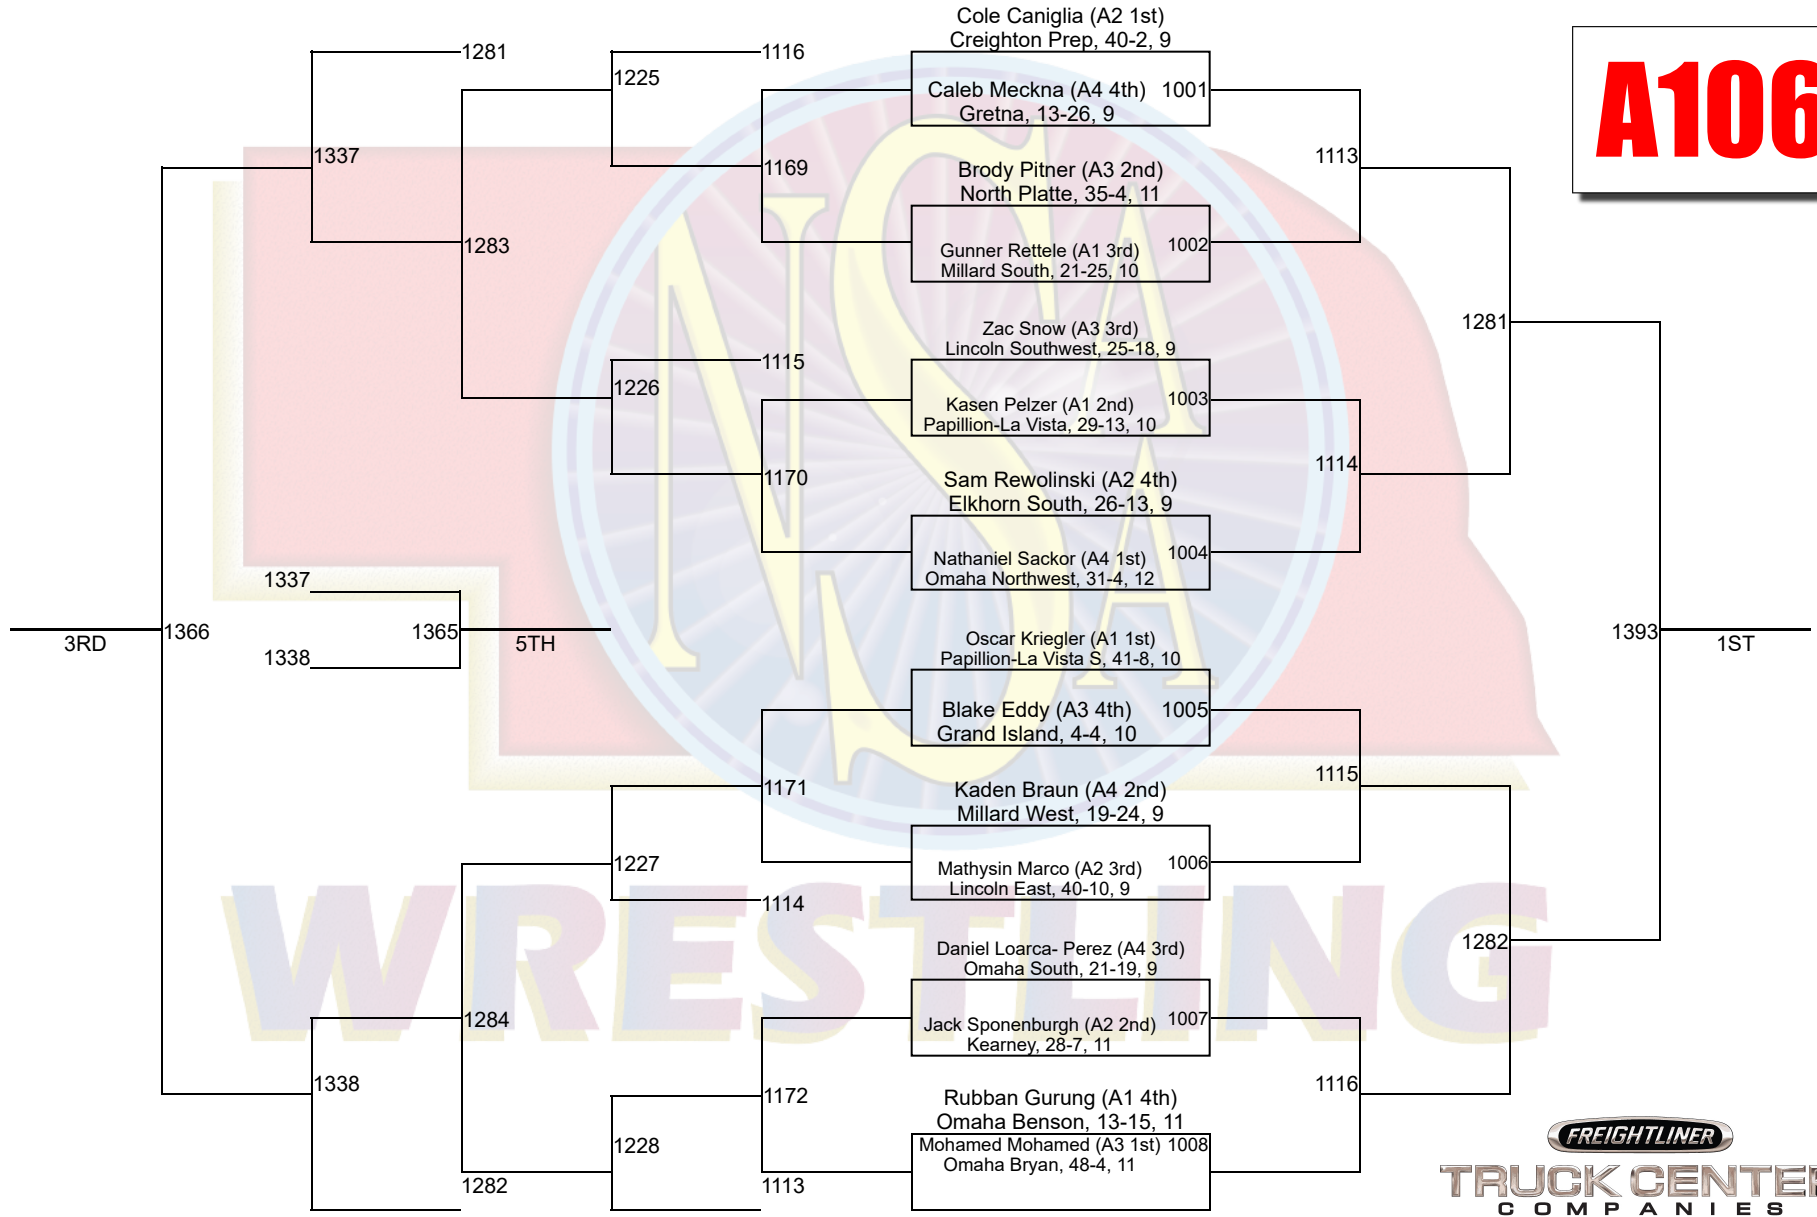 Cole Caniglia (A2 1st)
Creighton Prep, 40-2, 9
1281
1116
A106
1225
Caleb Meckna (A4 4th) 1001
Gretna, 13-26, 9
1337
1113
1169
Brody Pitner (A3 2nd)
North Platte, 35-4, 11
1283
Gunner Rettele (A1 3rd) 1002
Millard South, 21-25, 10
1281
Zac Snow (A3 3rd)
Lincoln Southwest, 25-18, 9
1115
1226
Kasen Pelzer (A1 2nd) 1003
Papillion-La Vista, 29-13, 10
1114
1170
Sam Rewolinski (A2 4th)
Elkhorn South, 26-13, 9
Nathaniel Sackor (A4 1st) 1004
Omaha Northwest, 31-4, 12
1337
1366
3RD
1365
5TH
1338
1393
1ST
Oscar Kriegler (A1 1st)
Papillion-La Vista S, 41-8, 10
Blake Eddy (A3 4th) 1005
Grand Island, 4-4, 10
1115
1171
Kaden Braun (A4 2nd)
Millard West, 19-24, 9
1227
Mathysin Marco (A2 3rd) 1006
Lincoln East, 40-10, 9
1114
1282
Daniel Loarca- Perez (A4 3rd)
Omaha South, 21-19, 9
1284
Jack Sponenburgh (A2 2nd) 1007
Kearney, 28-7, 11
1338
1172
1116
Rubban Gurung (A1 4th)
Omaha Benson, 13-15, 11
1228
Mohamed Mohamed (A3 1st) 1008
Omaha Bryan, 48-4, 11
1282
1113
NSAA
WRESTLING
FREIGHTLINER
TRUCK CENTER
COMPANIES